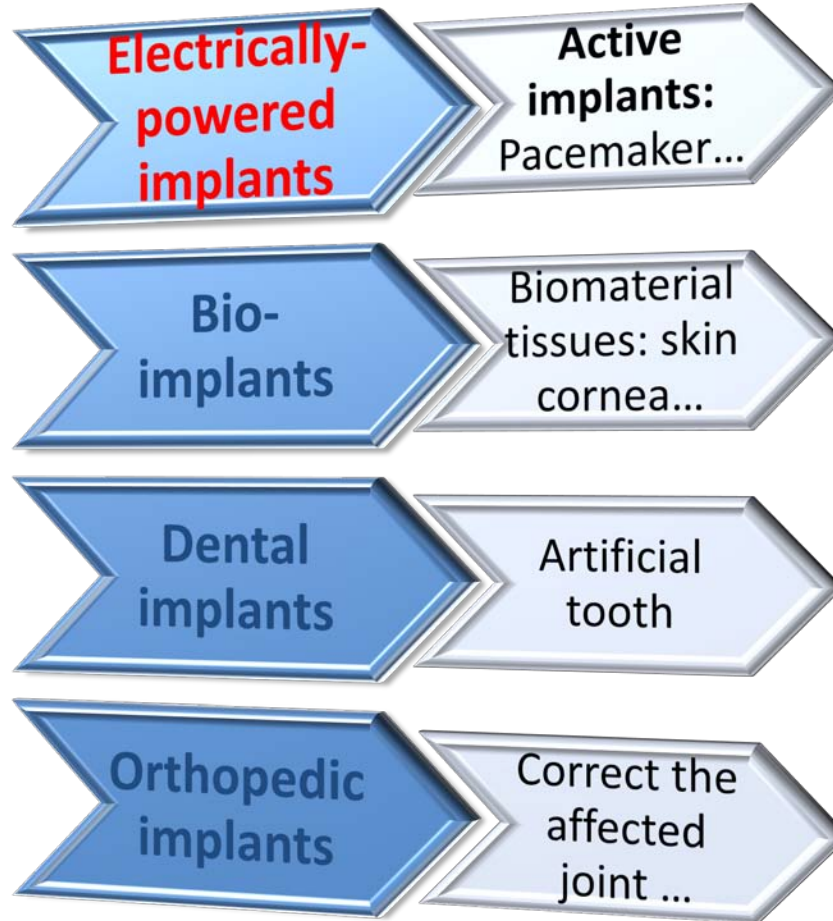 Electrically-
powered
implants
Active
implants:
Pacemaker...
Bio-
implants
Biomaterial
tissues: skin
cornea...
Dental
implants
Artificial
tooth
Orthopedic
implants
Correct the
affected
joint ...